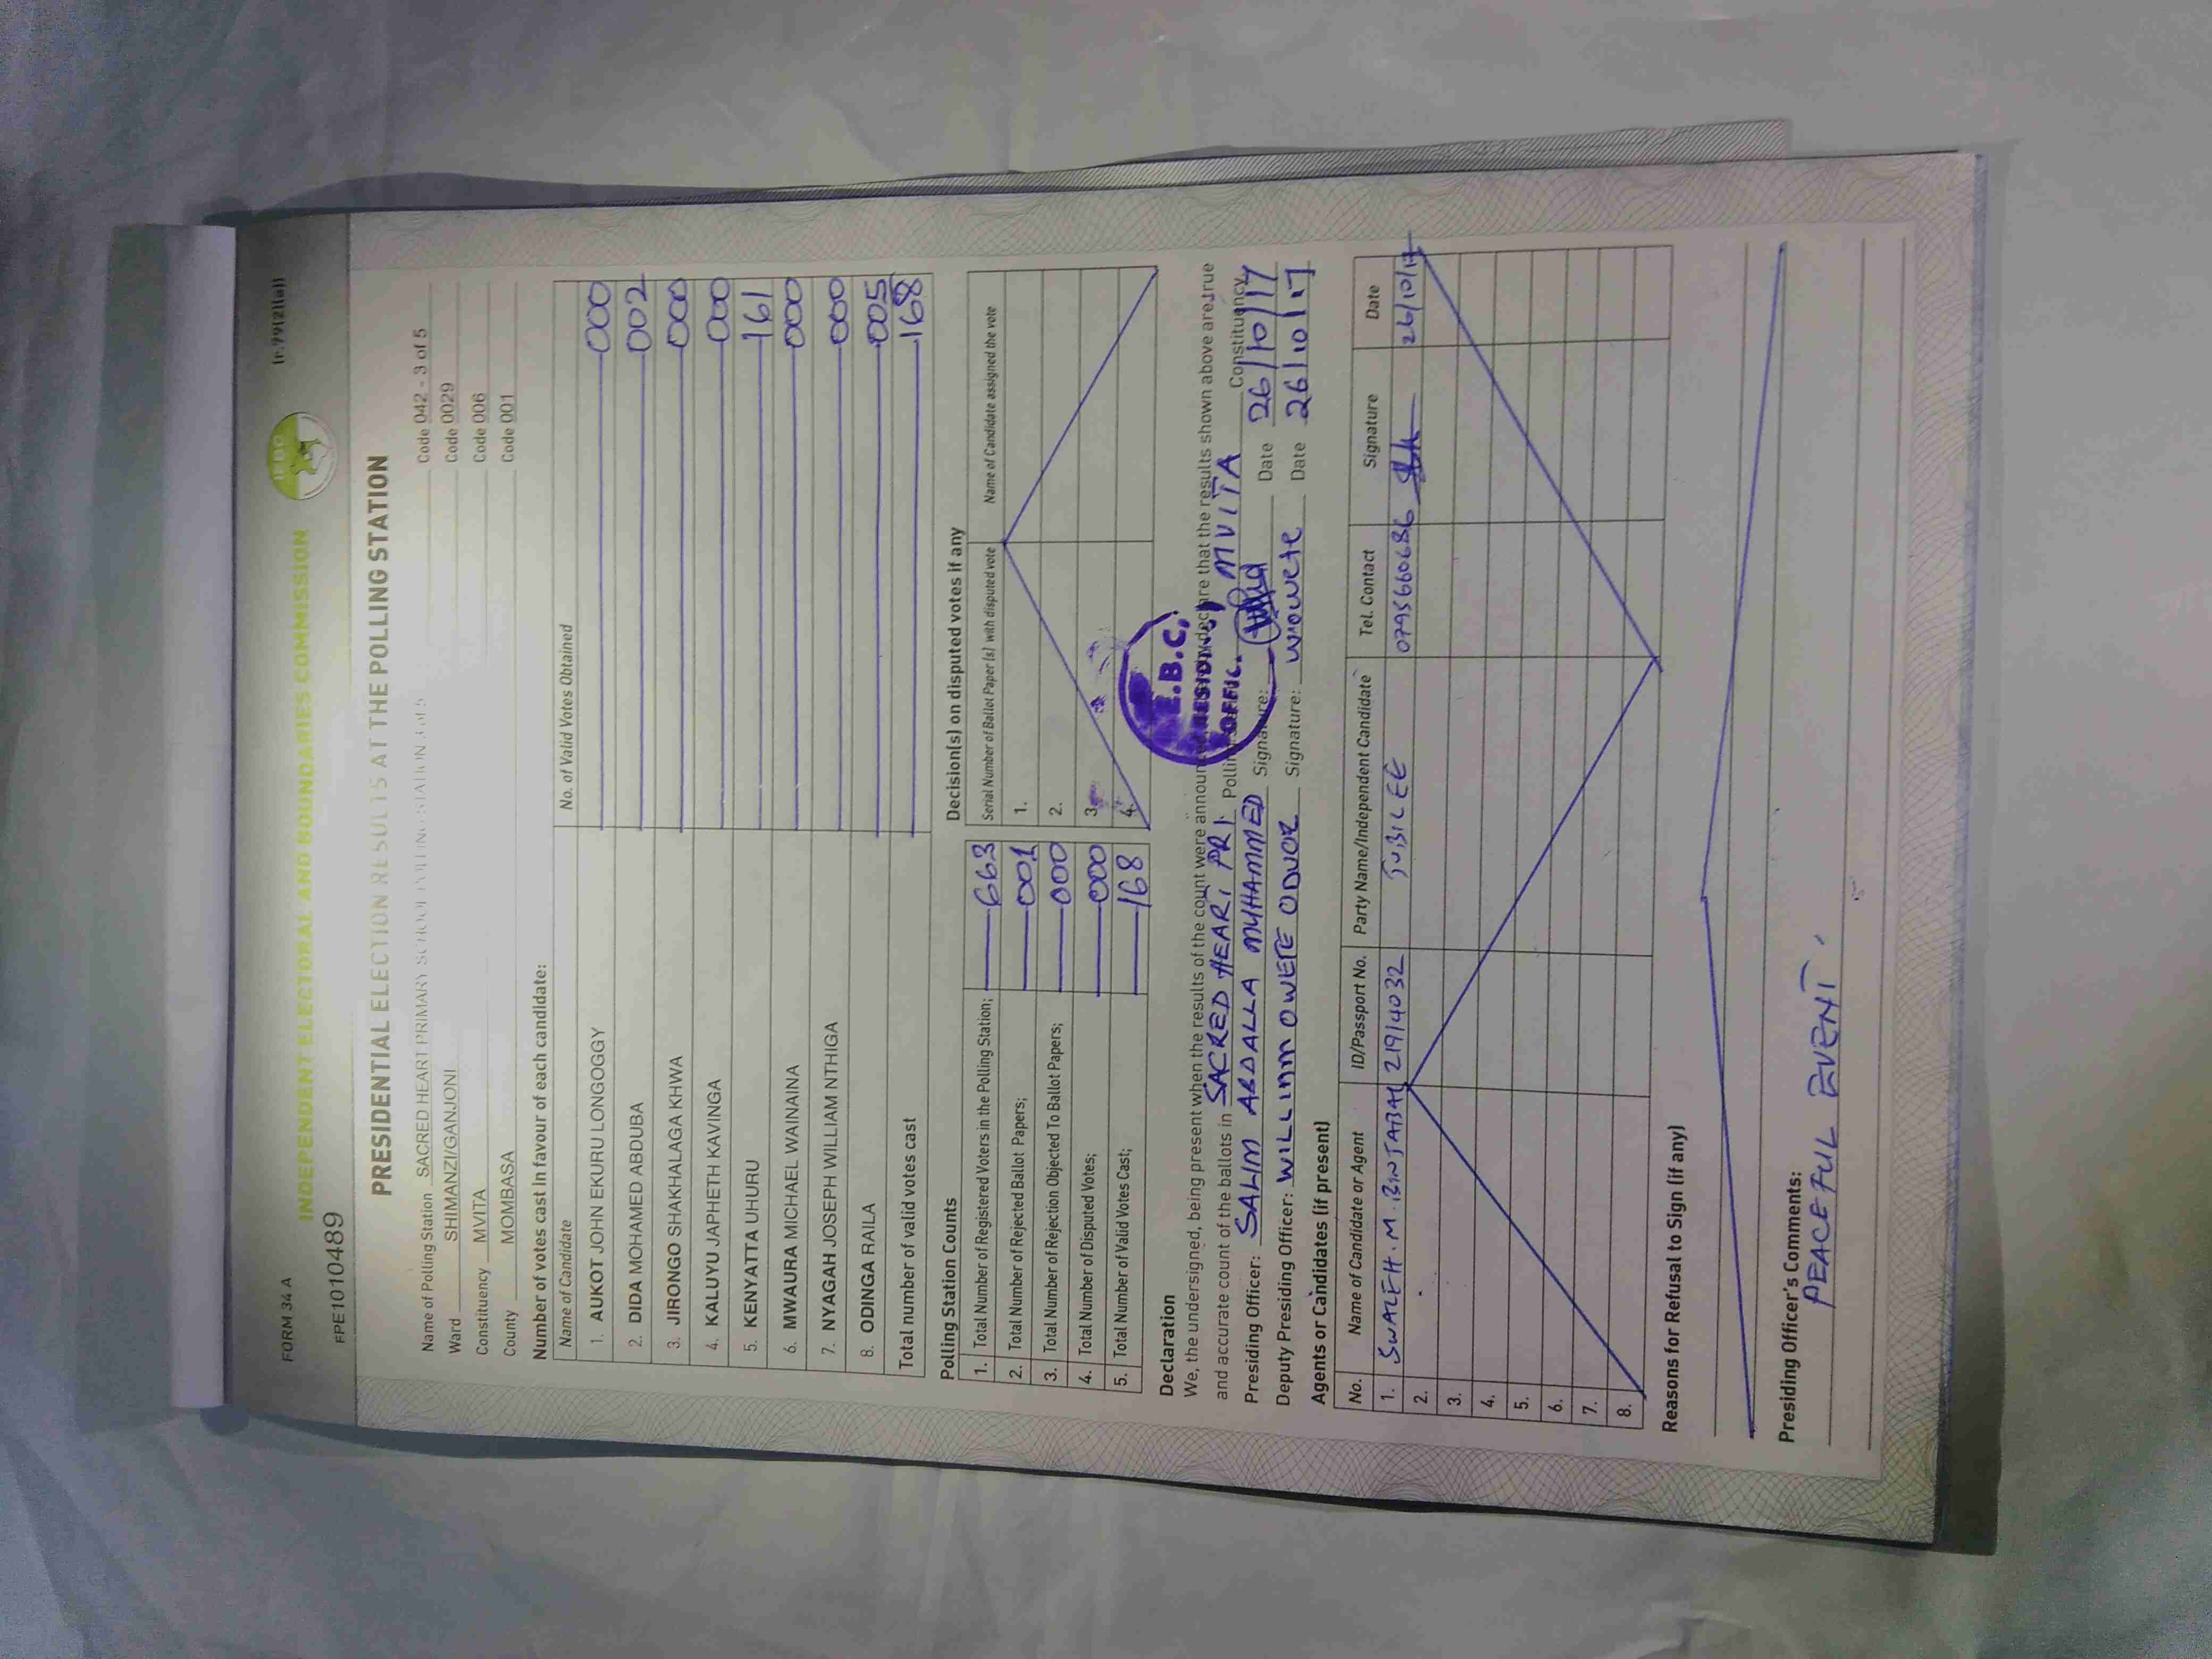 FORM 34 A
(r.79(2)(a))
INDEPENDENT ELECTORAL AND BOUNDARIES COMMISSION
IEBC
FPE1010489
PRESIDENTIAL ELECTION RESULTS AT THE POLLING STATION
Name of Polling Station SACRED HEART PRIMARY SCHOOL POLLING STATION 3 of 5 Code 042 - 3 of 5
Ward SHIMANZI/GANJONI Code 0029
Constituency MVITA Code 006
County MOMBASA Code 001
Number of votes cast in favour of each candidate:
Name of Candidate No. of Valid Votes Obtained
1. AUKOT JOHN EKURU LONGOGGY 000
2. DIDA MOHAMED ABDUBA 002
3. JIRONGO SHAKHALAGA KHWA 000
4. KALUYU JAPHETH KAVINGA 000
5. KENYATTA UHURU 161
6. MWAURA MICHAEL WAINAINA 000
7. NYAGAH JOSEPH WILLIAM NTHIGA 000
8. ODINGA RAILA 005
Total number of valid votes cast 168
Polling Station Counts
1. Total Number of Registered Voters in the Polling Station; 663
2. Total Number of Rejected Ballot Papers; 001
3. Total Number of Rejection Objected To Ballot Papers; 000
4. Total Number of Disputed Votes; 000
5. Total Number of Valid Votes Cast; 168
Decision(s) on disputed votes if any
Serial Number of Ballot Paper (s) with disputed vote Name of Candidate assigned the vote
1.
2.
3.
4.
Declaration
We, the undersigned, being present when the results of the count were announced, declare that the results shown above are true
and accurate count of the ballots in SACRED HEART PRI. Polling MVITA Constituency
E.B.C.
Presiding Officer: SALIM ABDALLA MUHAMMED Signature: Date 26/10/17
Deputy Presiding Officer: WILLIAM OWETE ODUOR Signature: wowete Date 26/10/17
Agents or Candidates (if present)
No. Name of Candidate or Agent ID/Passport No. Party Name/Independent Candidate Tel. Contact Signature Date
1. SWALEH . M . BINJABAL 21914032 JUBILEE 0795660686 26/10/17
2.
3.
4.
5.
6.
7.
8.
Reasons for Refusal to Sign (if any)
Presiding Officer's Comments:
PEACEFUL EVENT.